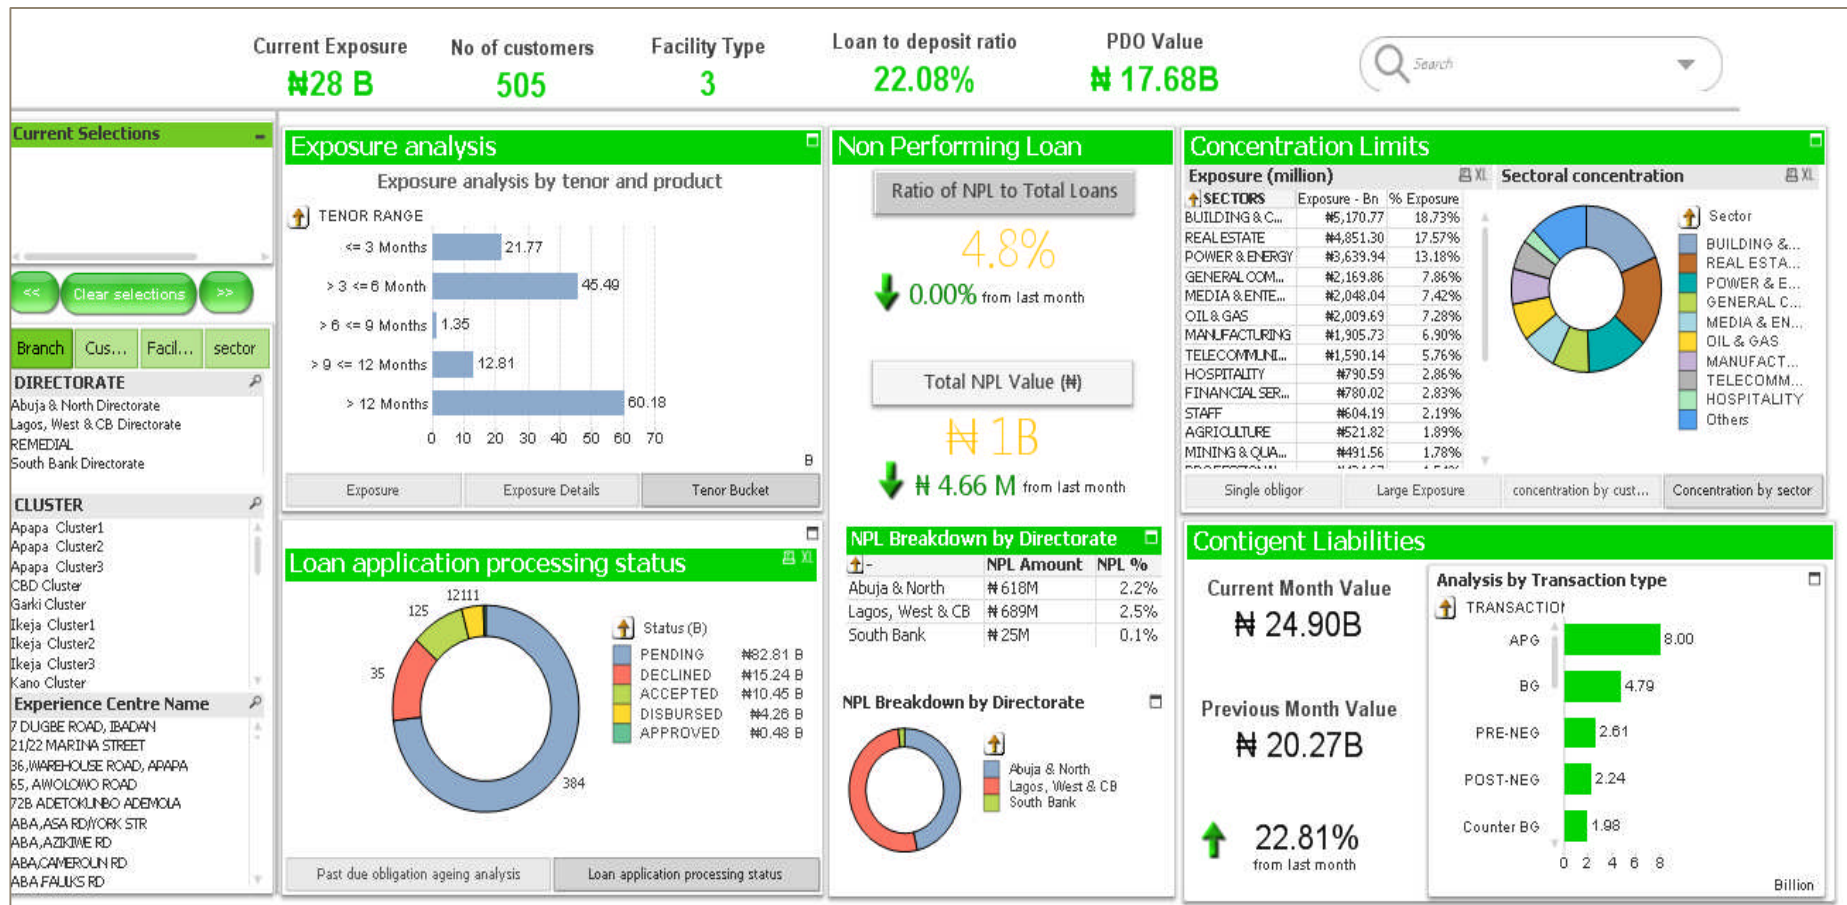 Current Exposure
₦28 B
No of customers
505
Facility Type
3
Loan to deposit ratio
22.08%
PDO Value
₦ 17.68B
Search
Current Selections
<<
Clear selections
>>
Branch
Cus...
Facil...
sector
DIRECTORATE
Abuja & North Directorate
Lagos, West & CB Directorate
REMEDIAL
South Bank Directorate
CLUSTER
Apapa Cluster1
Apapa Cluster2
Apapa Cluster3
CBD Cluster
Garki Cluster
Ikeja Cluster1
Ikeja Cluster2
Ikeja Cluster3
Kano Cluster
Experience Centre Name
7 DUGBE ROAD, IBADAN
21/22 MARINA STREET
36,WAREHOUSE ROAD, APAPA
65, AWOLOWO ROAD
72B ADETOKUNBO ADEMOLA
ABA,ASA RD/YORK STR
ABA,AZIKIWE RD
ABA,CAMEROUN RD
ABA,FAULKS RD
Exposure analysis
Exposure analysis by tenor and product
TENOR RANGE
<= 3 Months 21.77
> 3 <=6 Month 45.49
> 6 <= 9 Months 1.35
> 9 <= 12 Months 12.81
> 12 Months 60.18
0 10 20 30 40 50 60 70
B
Exposure
Exposure Details
Tenor Bucket
Loan application processing status
XL
12111
125
35
384
Status (B)
PENDING ₦82.81 B
DECLINED ₦15.24 B
ACCEPTED ₦10.45 B
DISBURSED ₦4.26 B
APPROVED ₦0.48 B
Past due obligation ageing analysis
Loan application processing status
Non Performing Loan
Ratio of NPL to Total Loans
4.8%
0.00% from last month
Total NPL Value (₦)
₦ 1B
₦ 4.66 M from last month
NPL Breakdown by Directorate
- NPL Amount NPL %
Abuja & North ₦ 618M 2.2%
Lagos, West & CB ₦ 689M 2.5%
South Bank ₦ 25M 0.1%
NPL Breakdown by Directorate
Abuja & North
Lagos, West & CB
South Bank
Concentration Limits
Exposure (million) XL
SECTORS Exposure - Bn % Exposure
BUILDING & C... ₦5,170.77 18.73%
REAL ESTATE ₦4,851.30 17.57%
POWER & ENERGY ₦3,639.94 13.18%
GENERAL COM... ₦2,169.86 7.86%
MEDIA & ENTE... ₦2,048.04 7.42%
OIL & GAS ₦2,009.69 7.28%
MANUFACTURING ₦1,905.73 6.90%
TELECOMMUNI... ₦1,590.14 5.76%
HOSPITALITY ₦790.59 2.86%
FINANCIAL SER... ₦780.02 2.83%
STAFF ₦604.19 2.19%
AGRICULTURE ₦521.82 1.89%
MINING & QUA... ₦491.56 1.78%
Sectoral concentration XL
Sector
BUILDING &...
REAL ESTA...
POWER & E...
GENERAL C...
MEDIA & EN...
OIL & GAS
MANUFACT...
TELECOMM...
HOSPITALITY
Others
Single obligor
Large Exposure
concentration by cust...
Concentration by sector
Contigent Liabilities
Current Month Value
₦ 24.90B
Previous Month Value
₦ 20.27B
22.81%
from last month
Analysis by Transaction type
TRANSACTION
APG 8.00
BG 4.79
PRE-NEG 2.61
POST-NEG 2.24
Counter BG 1.98
0 2 4 6 8
Billion